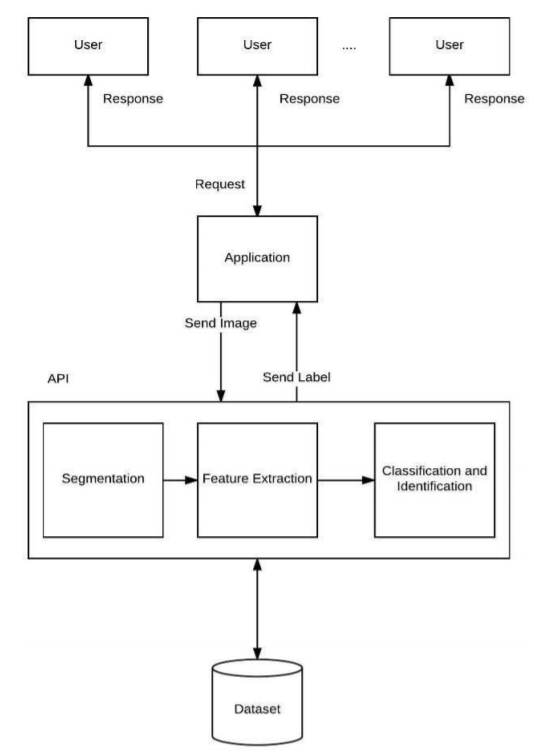 User
User
....
User
Response
Response
Response
Request
Application
Send Image
Send Label
API
Segmentation
Feature Extraction
Classification and
Identification
Dataset